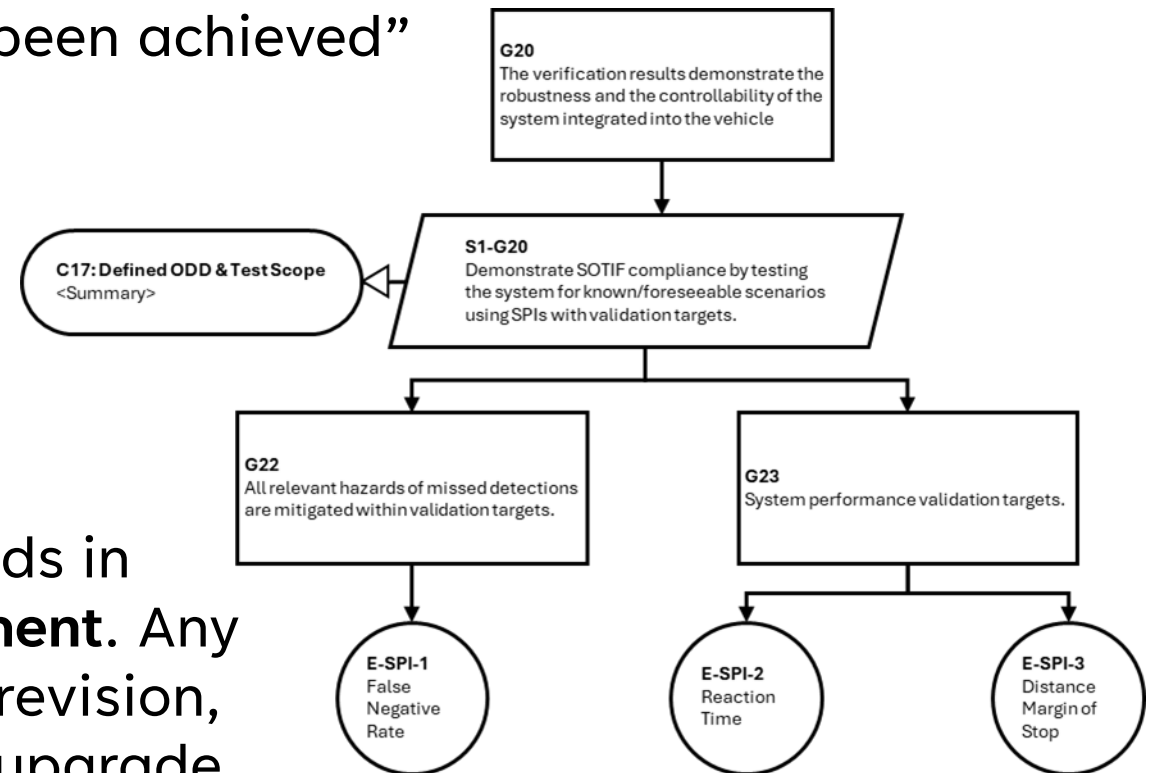 been achieved”
G20
The verification results demonstrate the
robustness and the controllability of the
system integrated into the vehicle
C17: Defined ODD & Test Scope
<Summary>
S1-G20
Demonstrate SOTIF compliance by testing
the system for known/foreseeable scenarios
using SPIs with validation targets.
G22
All relevant hazards of missed detections
are mitigated within validation targets.
G23
System performance validation targets.
ds in
nent. Any
revision,
upgrade
E-SPI-1
False
Negative
Rate
E-SPI-2
Reaction
Time
E-SPI-3
Distance
Margin of
Stop